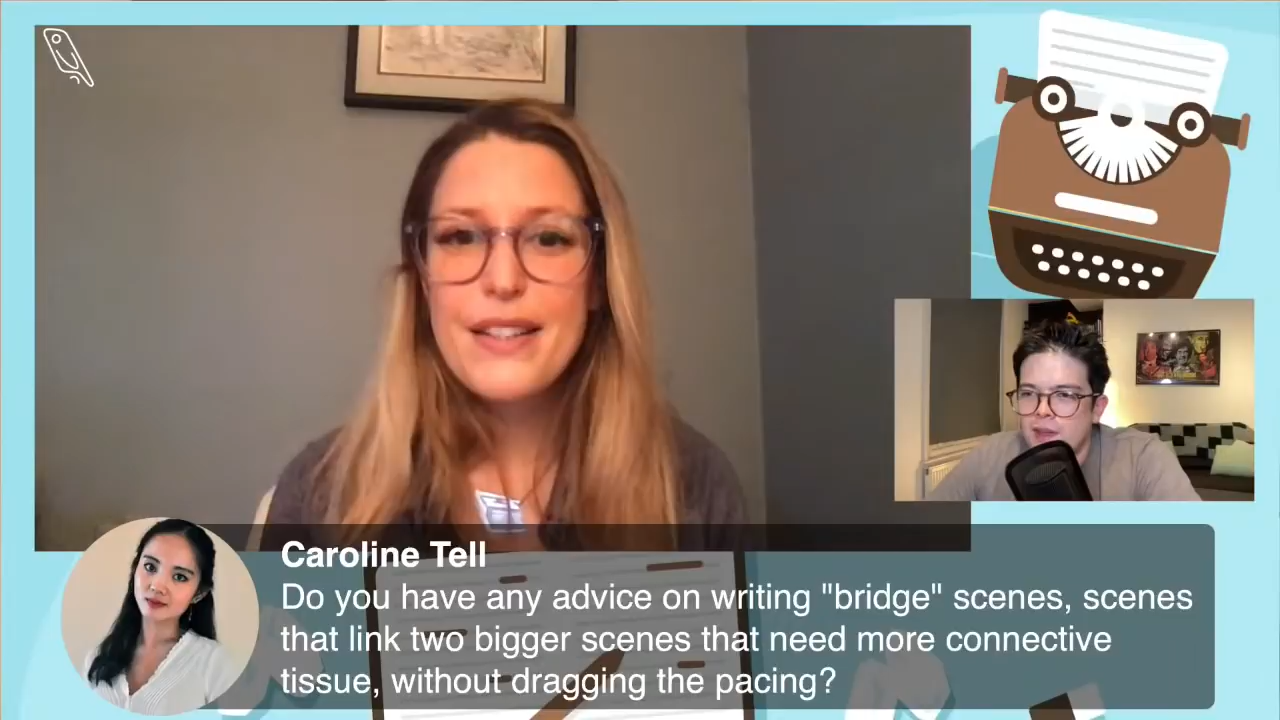 Caroline Tell
Do you have any advice on writing "bridge" scenes, scenes
that link two bigger scenes that need more connective
tissue, without dragging the pacing?